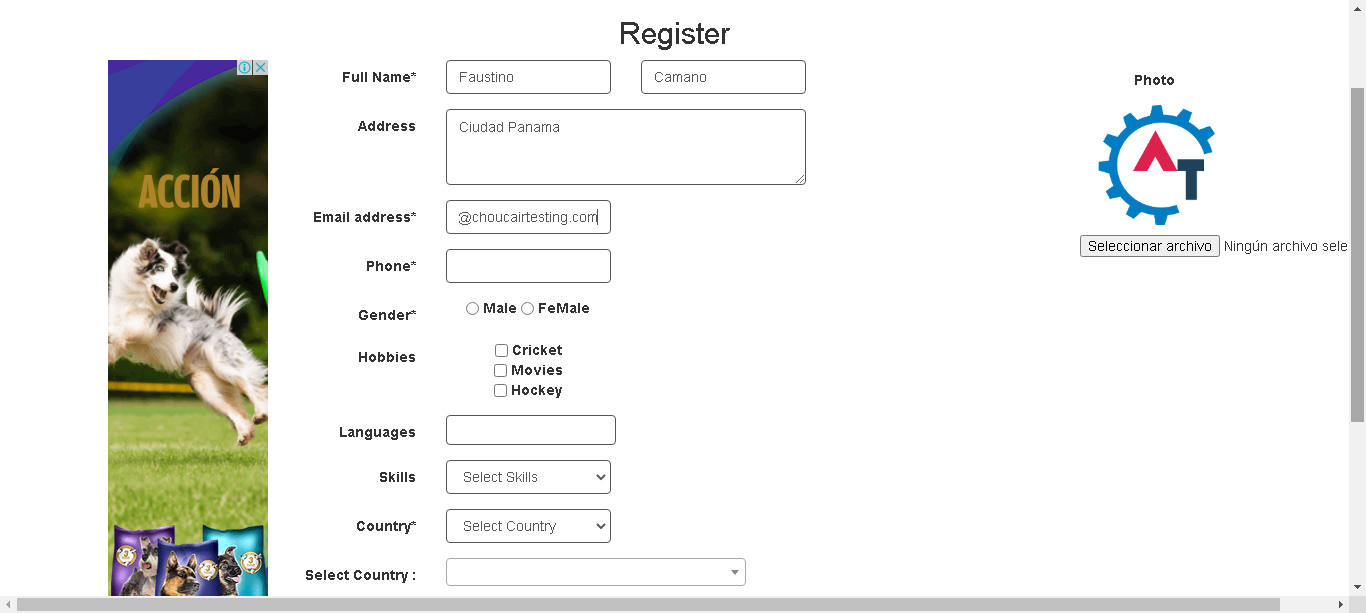 Register
ACCIÓN
Full Name*
Faustino
Camano
Photo
Address
Ciudad Panama
AT
Email address*
@choucairtesting.com
Seleccionar archivo
Ningún archivo sele
Phone*
Gender*
Male
FeMale
Hobbies
Cricket
Movies
Hockey
Languages
Skills
Select Skills
Country*
Select Country
Select Country :